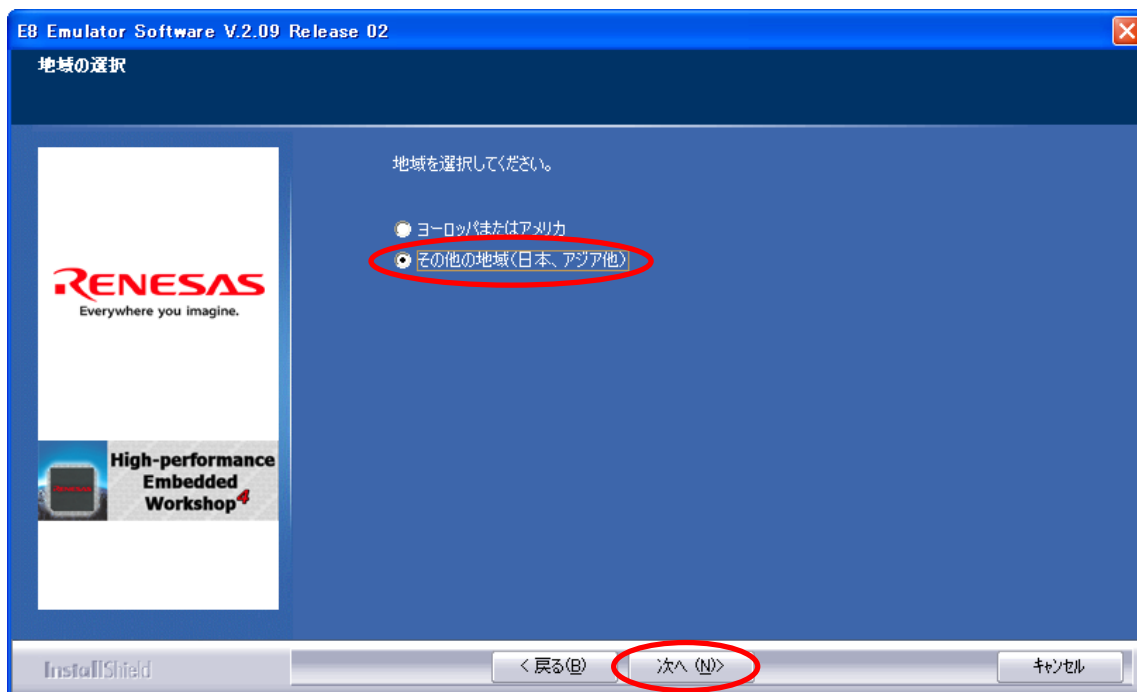 E8 Emulator Software V.2.09 Release 02
地域の選択
地域を選択してください。
ヨーロッパまたはアメリカ
その他の地域(日本、アジア他)
RENESAS
Everywhere you imagine.
High-performance
Embedded
Workshop4
InstallShield
< 戻る(B)
次へ (N)>
キャンセル